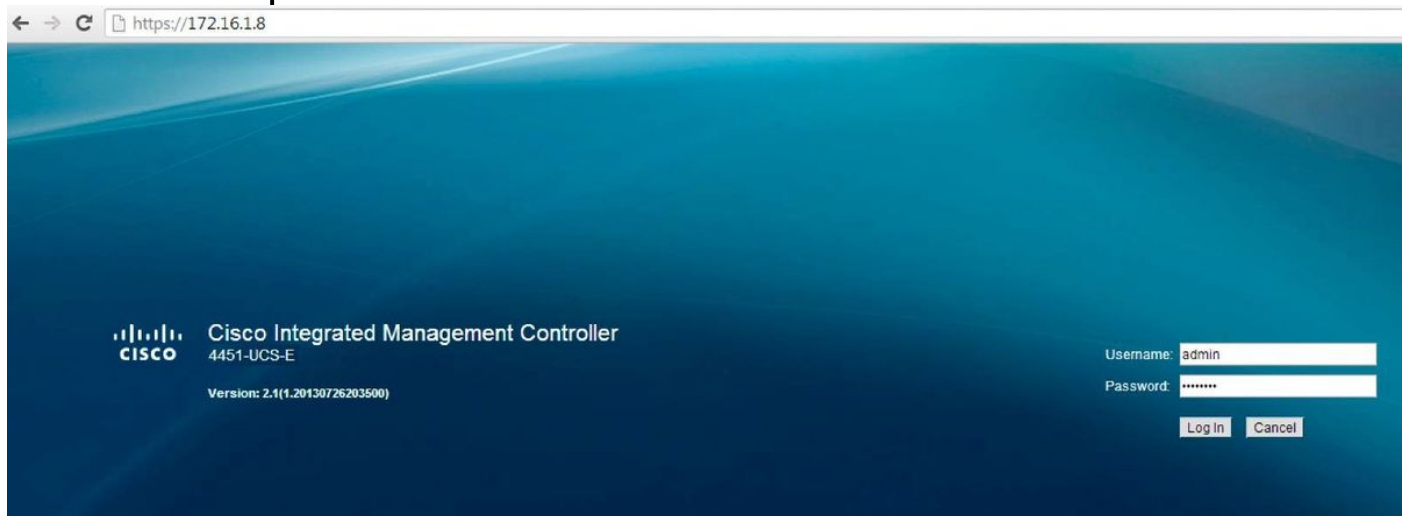 https://172.16.1.8
CISCO
Cisco Integrated Management Controller
4451-UCS-E
Version: 2.1(1.20130726203500)
Username: admin
Password: ••••••••
Log In Cancel